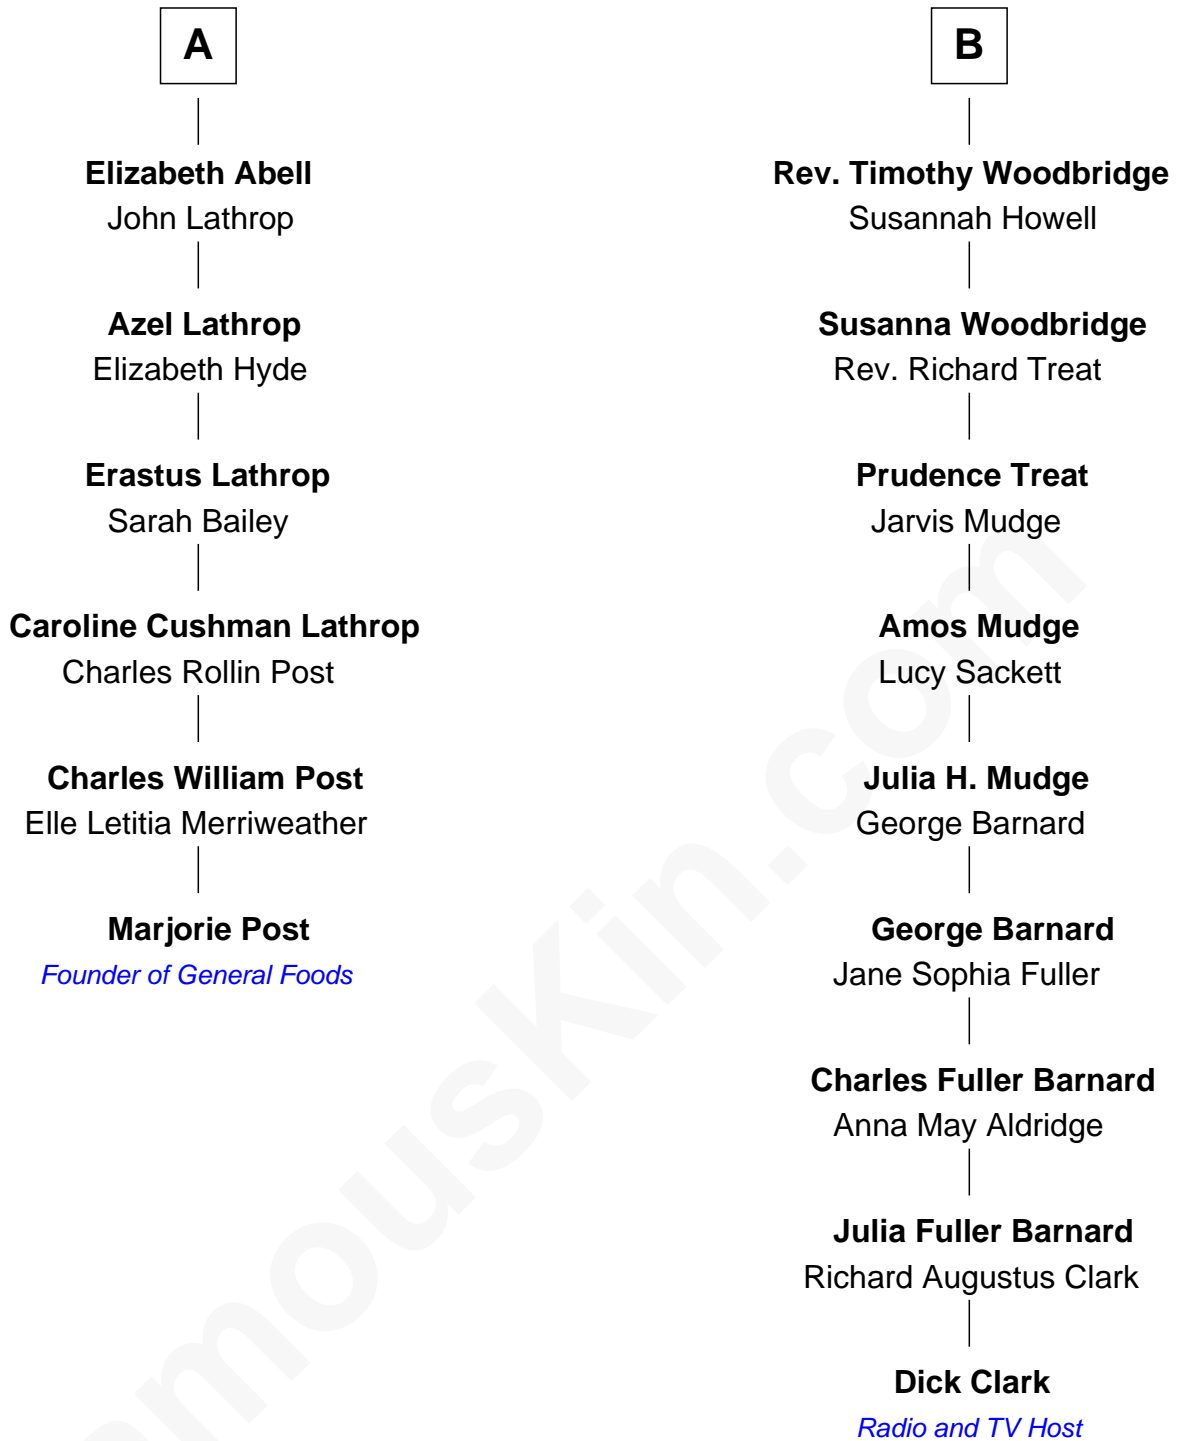 A
Elizabeth Abell
John Lathrop
Azel Lathrop
Elizabeth Hyde
Erastus Lathrop
Sarah Bailey
Caroline Cushman Lathrop
Charles Rollin Post
Charles William Post
Elle Letitia Merriweather
Marjorie Post
Founder of General Foods
B
Rev. Timothy Woodbridge
Susannah Howell
Susanna Woodbridge
Rev. Richard Treat
Prudence Treat
Jarvis Mudge
Amos Mudge
Lucy Sackett
Julia H. Mudge
George Barnard
George Barnard
Jane Sophia Fuller
Charles Fuller Barnard
Anna May Aldridge
Julia Fuller Barnard
Richard Augustus Clark
Dick Clark
Radio and TV Host
amouskin.com